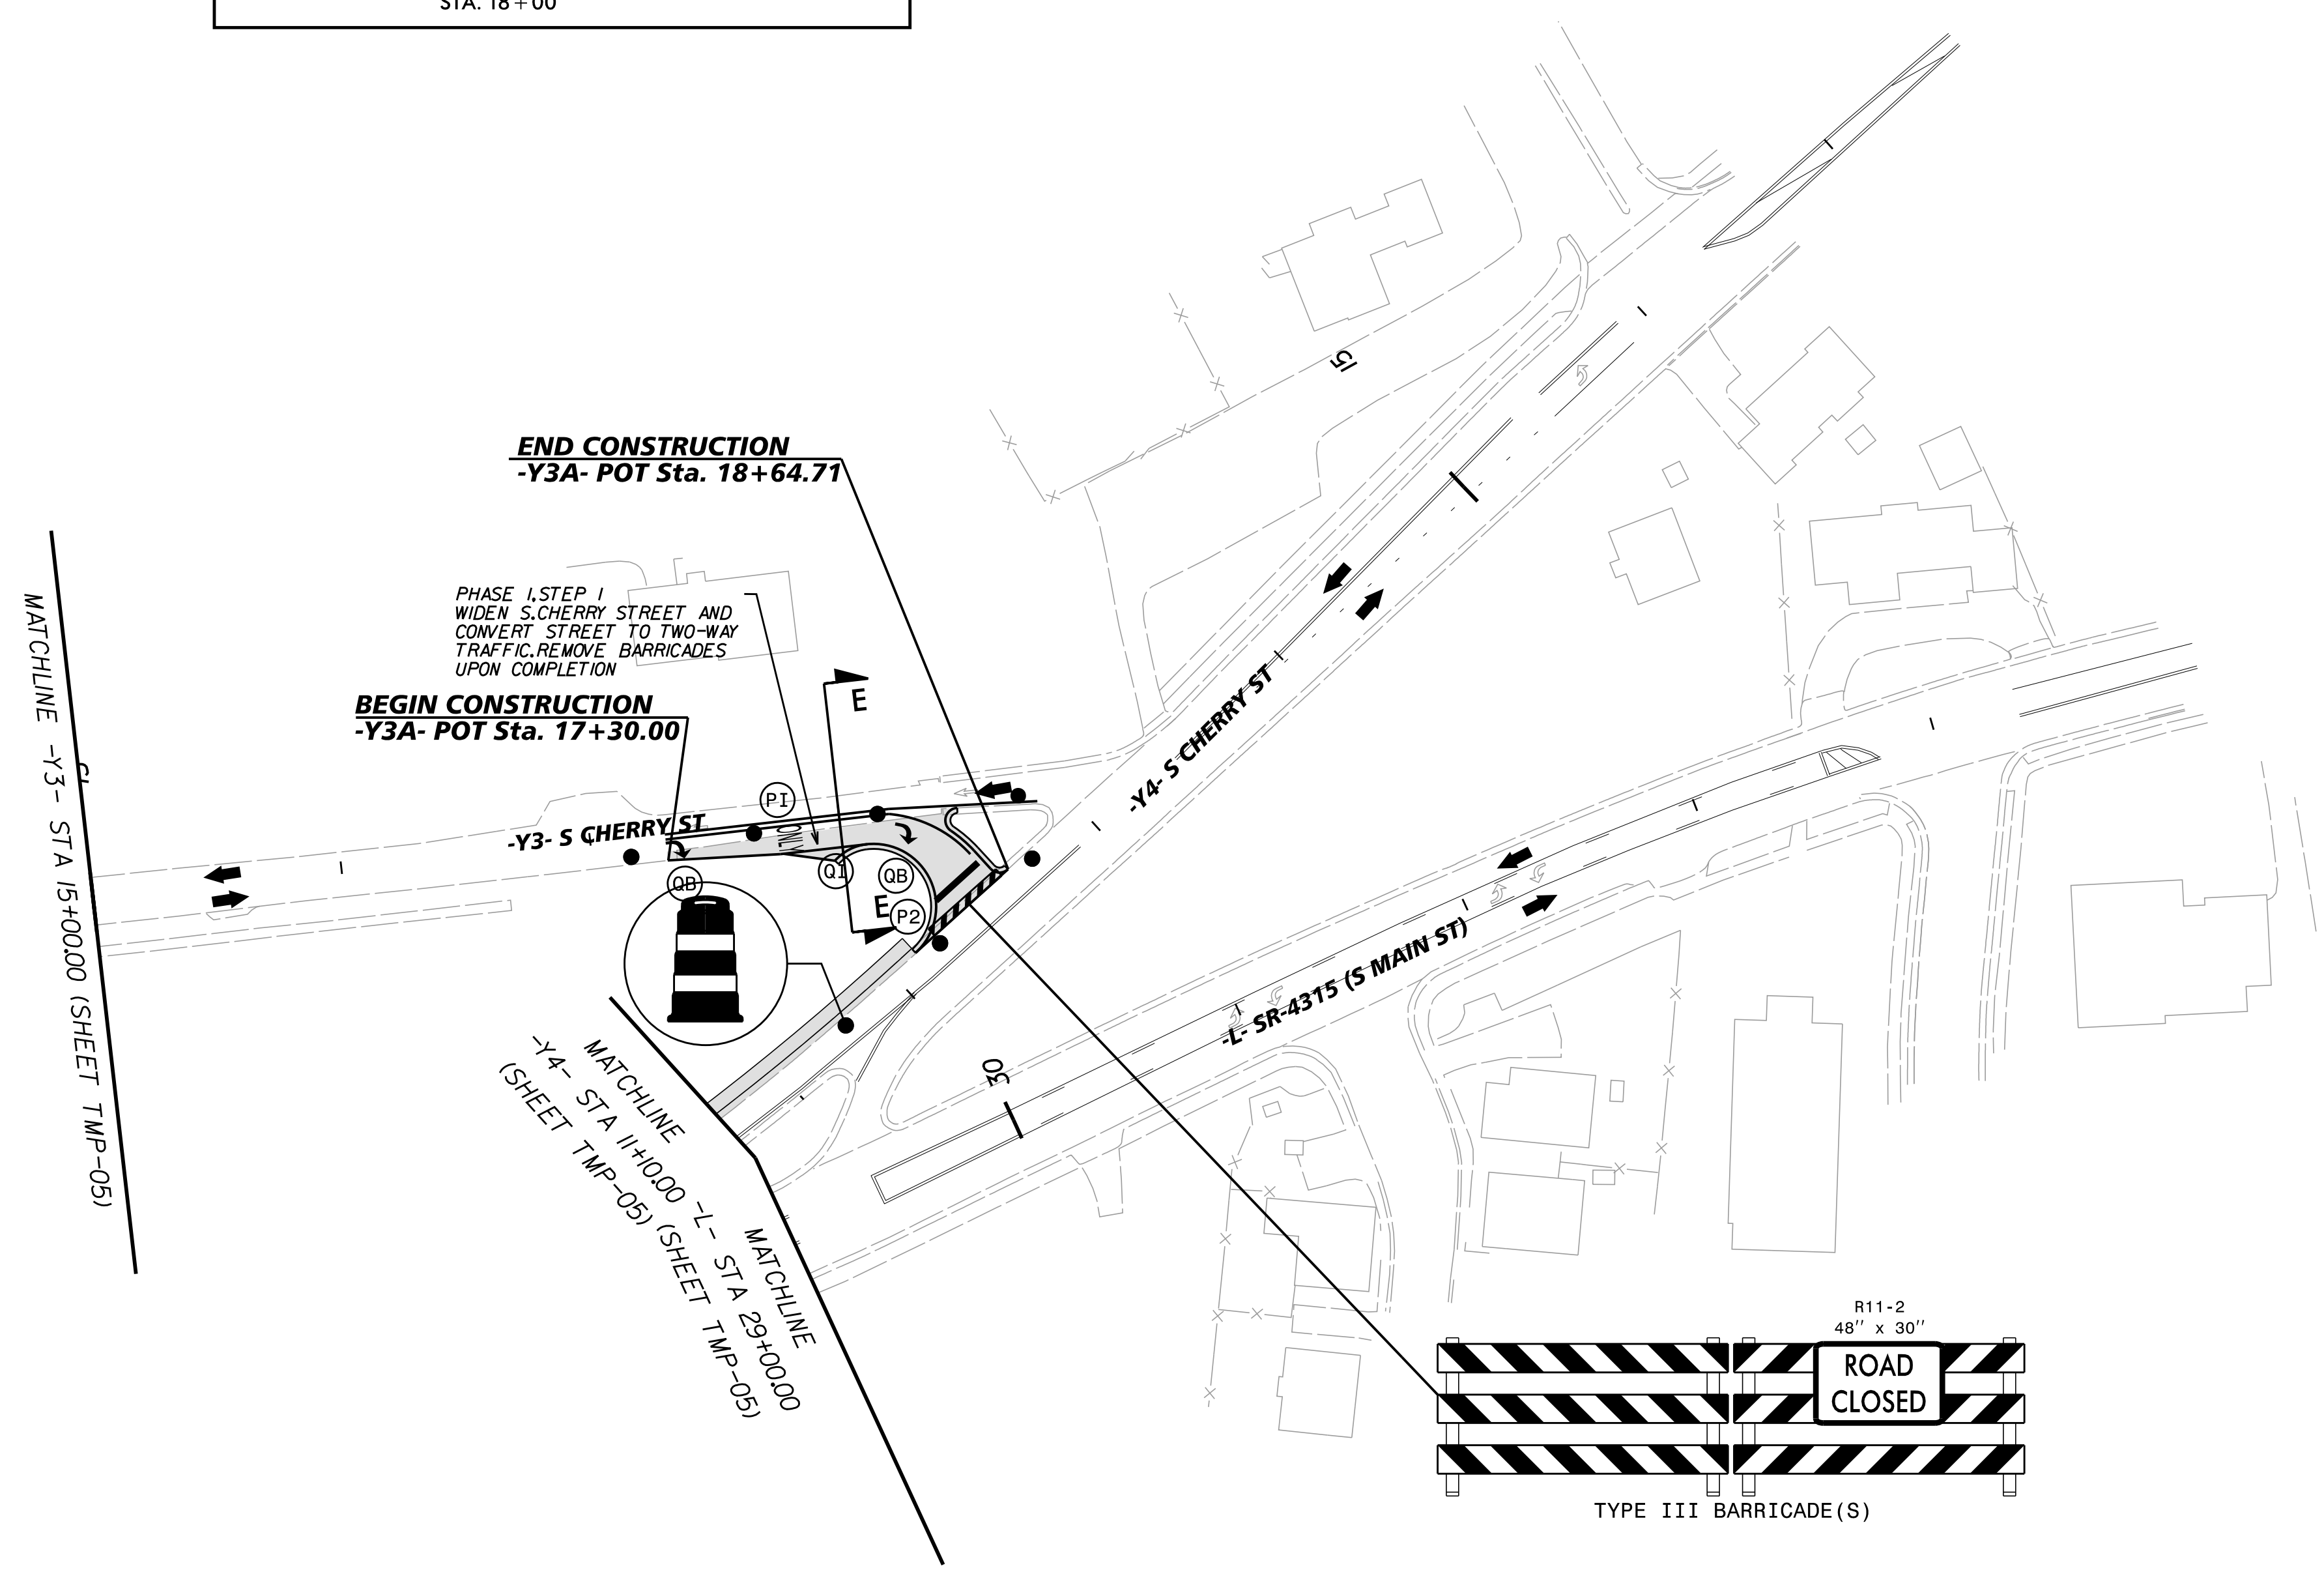 STA. 18+00
15
END CONSTRUCTION
-Y3A- POT Sta. 18+64.71
PHASE 1, STEP 1
WIDEN S.CHERRY STREET AND
CONVERT STREET TO TWO-WAY
TRAFFIC. REMOVE BARRICADES
UPON COMPLETION
BEGIN CONSTRUCTION
-Y3A- POT Sta. 17+30.00
E
MATCHLINE -Y3- STA 15+00.00 (SHEET TMP-05)
-Y4- S CHERRY ST
PI
-Y3- S CHERRY ST
ONLY
QI
QB
QB
E
P2
-L- SR-4315 (S MAIN ST)
30
MATCHLINE
-Y4- STA 11+10.00
(SHEET TMP-05)
MATCHLINE
-L- STA 29+00.00
(SHEET TMP-05)
R11-2
48" x 30"
ROAD
CLOSED
TYPE III BARRICADE(S)